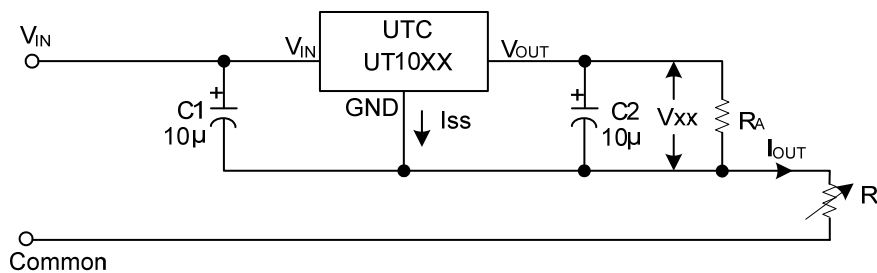 VIN
VIN
UTC
UT10XX
VOUT
GND
Iss
C1
10µ
C2
10µ
Vxx
RA
IOUT
R
Common